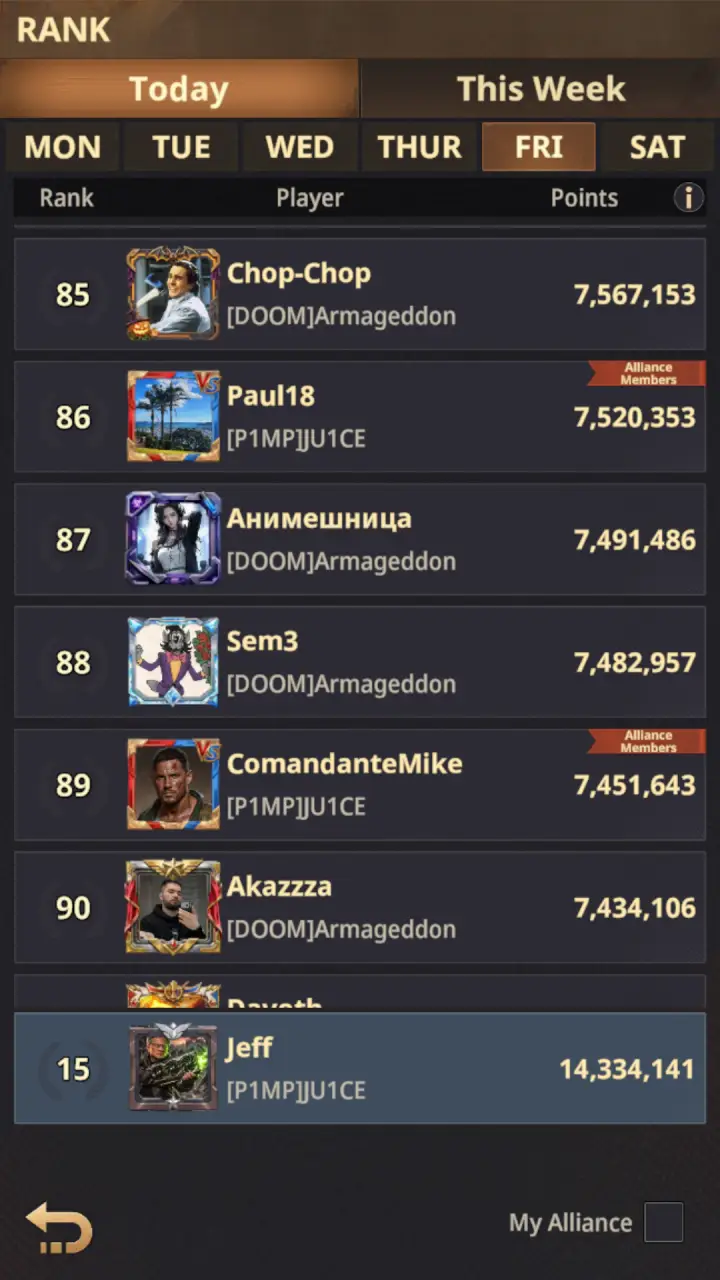 RANK
Today
This Week
MON TUE WED THUR FRI SAT
Rank Player Points i
85 Chop-Chop 7,567,153
[DOOM]Armageddon
Alliance
Members
86 Paul18 7,520,353
[P1MP]JU1CE
87 Анимешница 7,491,486
[DOOM]Armageddon
88 Sem3 7,482,957
[DOOM]Armageddon
Alliance
Members
89 ComandanteMike 7,451,643
[P1MP]JU1CE
90 Akazzza 7,434,106
[DOOM]Armageddon
15 Jeff 14,334,141
[P1MP]JU1CE
My Alliance